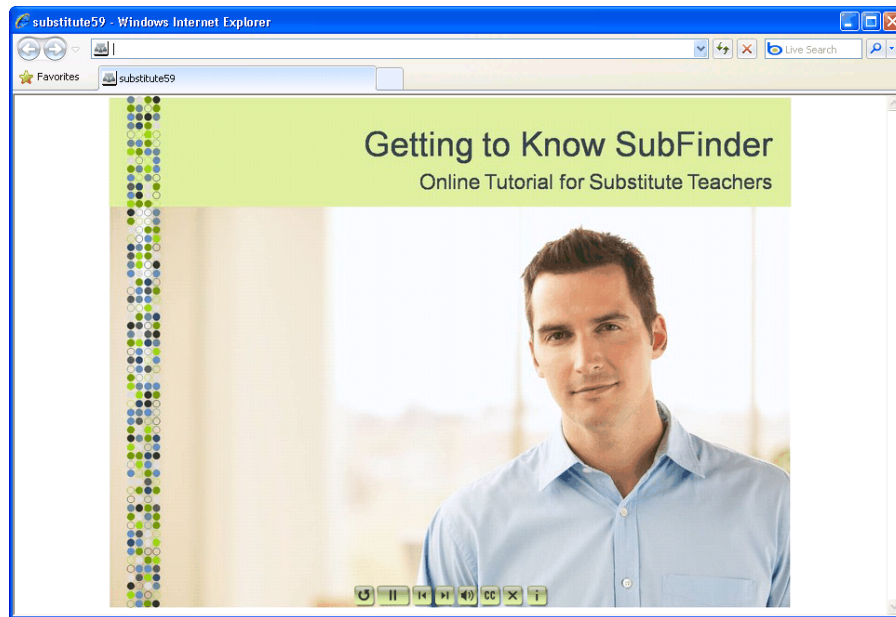 substitute59 - Windows Internet Explorer
Live Search
Favorites
substitute59
Getting to Know SubFinder
Online Tutorial for Substitute Teachers
CC
i